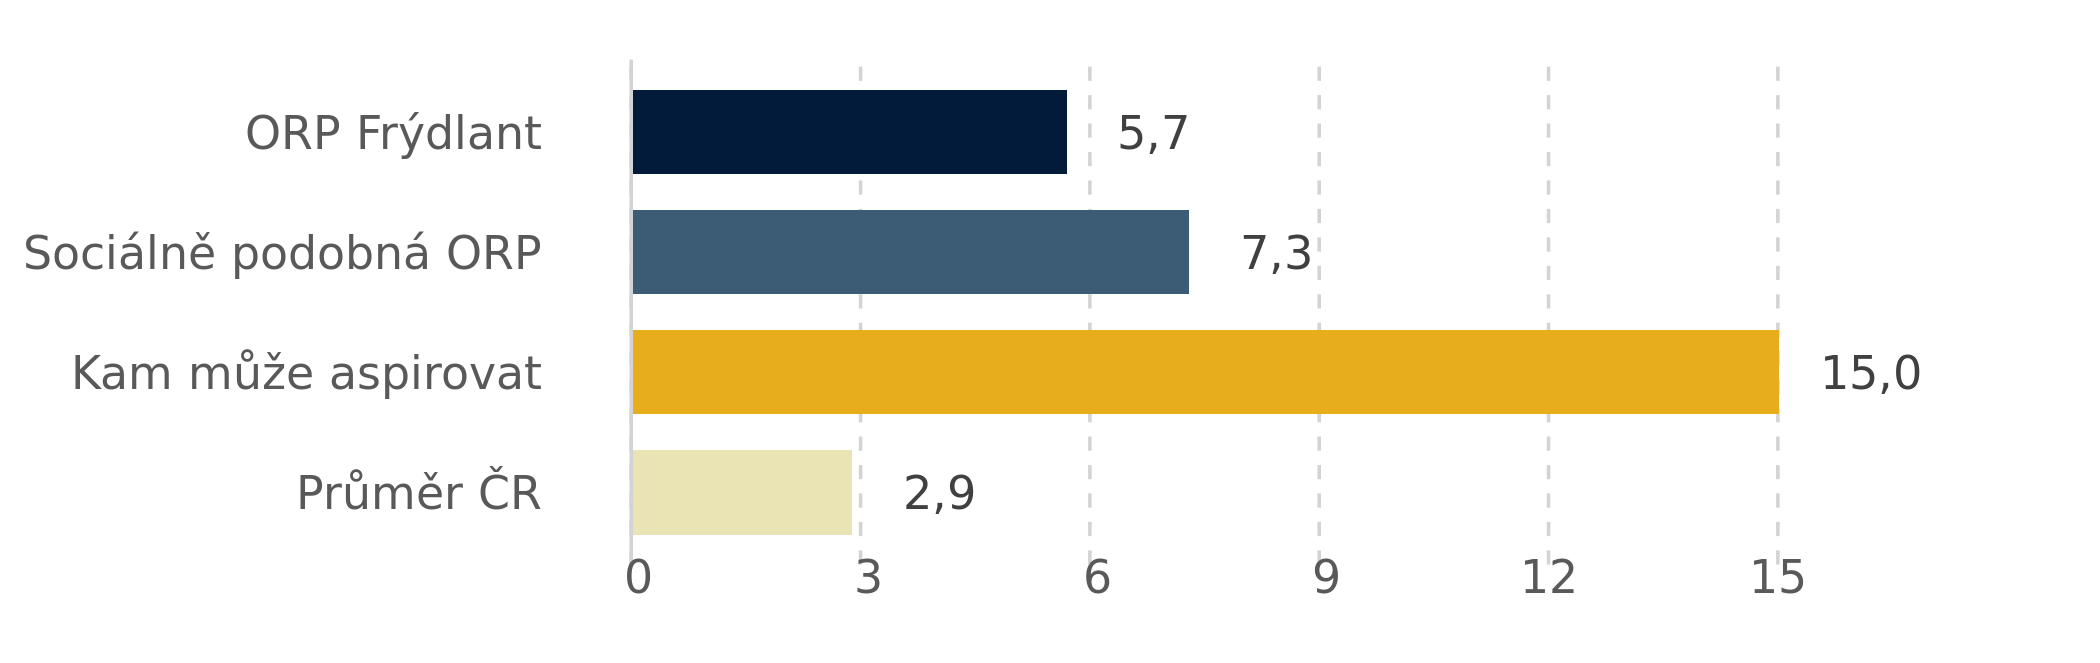 ORP Frýdlant 5,7
Sociálně podobná ORP 7,3
Kam může aspirovat 15,0
Průměr ČR 2,9
0 3 6 9 12 15